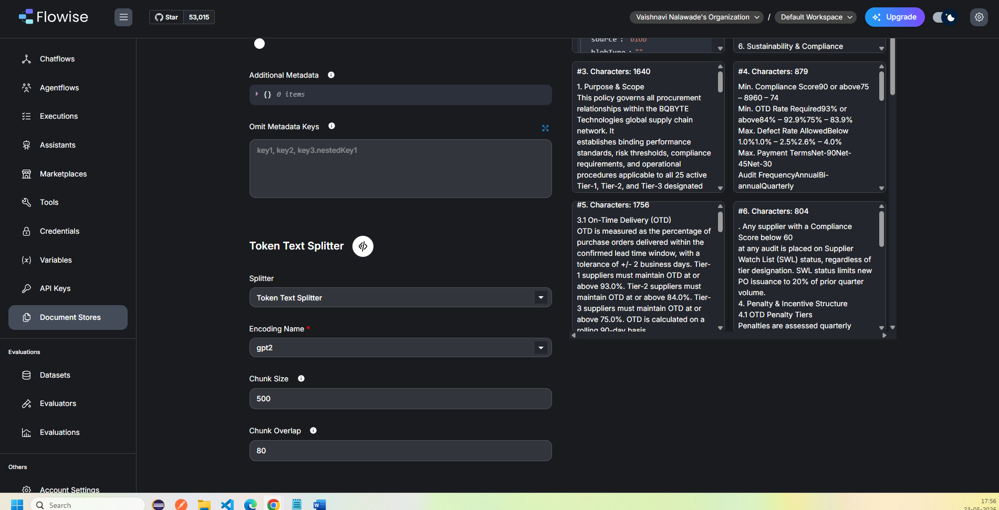 Flowise
Star 53,015
Vaishnavi Nalawade's Organization / Default Workspace
Upgrade
Chatflows
Agentflows
Executions
Assistants
Marketplaces
Tools
Credentials
Variables
API Keys
Document Stores
Evaluations
Datasets
Evaluators
Evaluations
Others
Account Settings
Additional Metadata
{} 0 items
Omit Metadata Keys
key1, key2, key3.nestedKey1
Token Text Splitter
Splitter
Token Text Splitter
Encoding Name *
gpt2
Chunk Size
500
Chunk Overlap
80
source : "blob
blobType : ""
6. Sustainability & Compliance
#3. Characters: 1640
1. Purpose & Scope
This policy governs all procurement
relationships within the BQBYTE
Technologies global supply chain
network. It
establishes binding performance
standards, risk thresholds, compliance
requirements, and operational
procedures applicable to all 25 active
Tier-1, Tier-2, and Tier-3 designated
#4. Characters: 879
Min. Compliance Score90 or above75
– 8960 – 74
Min. OTD Rate Required93% or
above84% – 92.9%75% – 83.9%
Max. Defect Rate AllowedBelow
1.0%1.0% – 2.5%2.6% – 4.0%
Max. Payment TermsNet-90Net-
45Net-30
Audit FrequencyAnnualBi-
annualQuarterly
#5. Characters: 1756
3.1 On-Time Delivery (OTD)
OTD is measured as the percentage of
purchase orders delivered within the
confirmed lead time window, with a
tolerance of +/- 2 business days. Tier-
1 suppliers must maintain OTD at or
above 93.0%. Tier-2 suppliers must
maintain OTD at or above 84.0%. Tier-
3 suppliers must maintain OTD at or
above 75.0%. OTD is calculated on a
rolling 90-day basis
#6. Characters: 804
. Any supplier with a Compliance
Score below 60
at any audit is placed on Supplier
Watch List (SWL) status, regardless of
tier designation. SWL status limits new
PO issuance to 20% of prior quarter
volume.
4. Penalty & Incentive Structure
4.1 OTD Penalty Tiers
Penalties are assessed quarterly
Search
17:56
23-05-2026